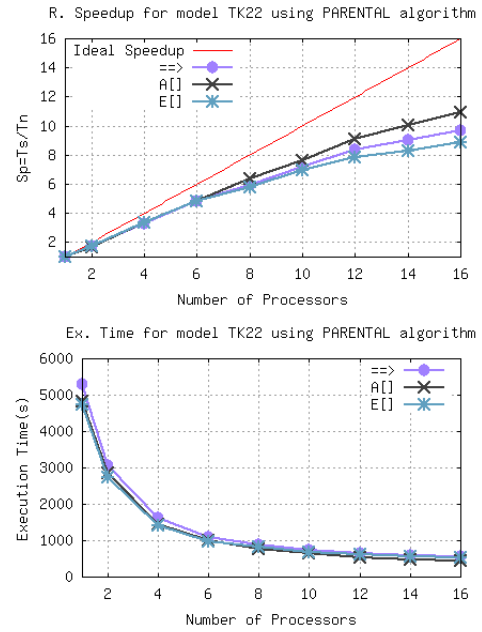 R. Speedup for model TK22 using PARENTAL algorithm
16
14
12
10
8
6
4
2
Sp=Ts/Tn
Ideal Speedup
==>
A[]
E[]
2 4 6 8 10 12 14 16
Number of Processors
Ex. Time for model TK22 using PARENTAL algorithm
6000
5000
4000
3000
2000
1000
0
Execution Time(s)
==>
A[]
E[]
2 4 6 8 10 12 14 16
Number of Processors